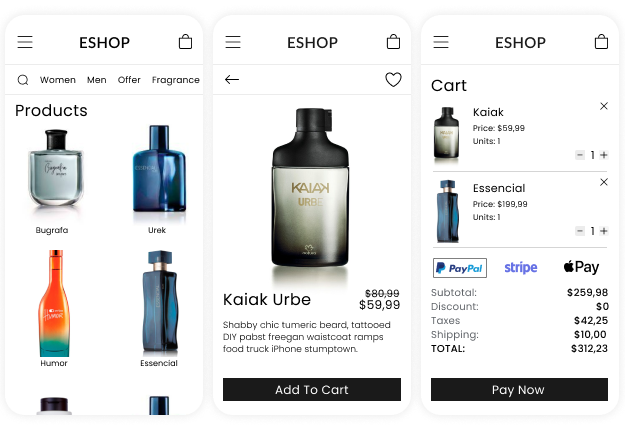 ESHOP
Women Men Offer Fragrance
Products
Bugrafa
Urek
HUMOR
Humor
Essencial
ESHOP
KAIAK
URBE
natura
Kaiak Urbe
$80,99
$59,99
Shabby chic tumeric beard, tattooed
DIY pabst freegan waistcoat ramps
food truck iPhone stumptown.
Add To Cart
ESHOP
Cart
Kaiak
Price: $59,99
Units: 1
− 1 +
Essencial
Price: $199,99
Units: 1
− 1 +
PayPal stripe Pay
Subtotal: $259,98
Discount: $0
Taxes $42,25
Shipping: $10,00
TOTAL: $312,23
Pay Now